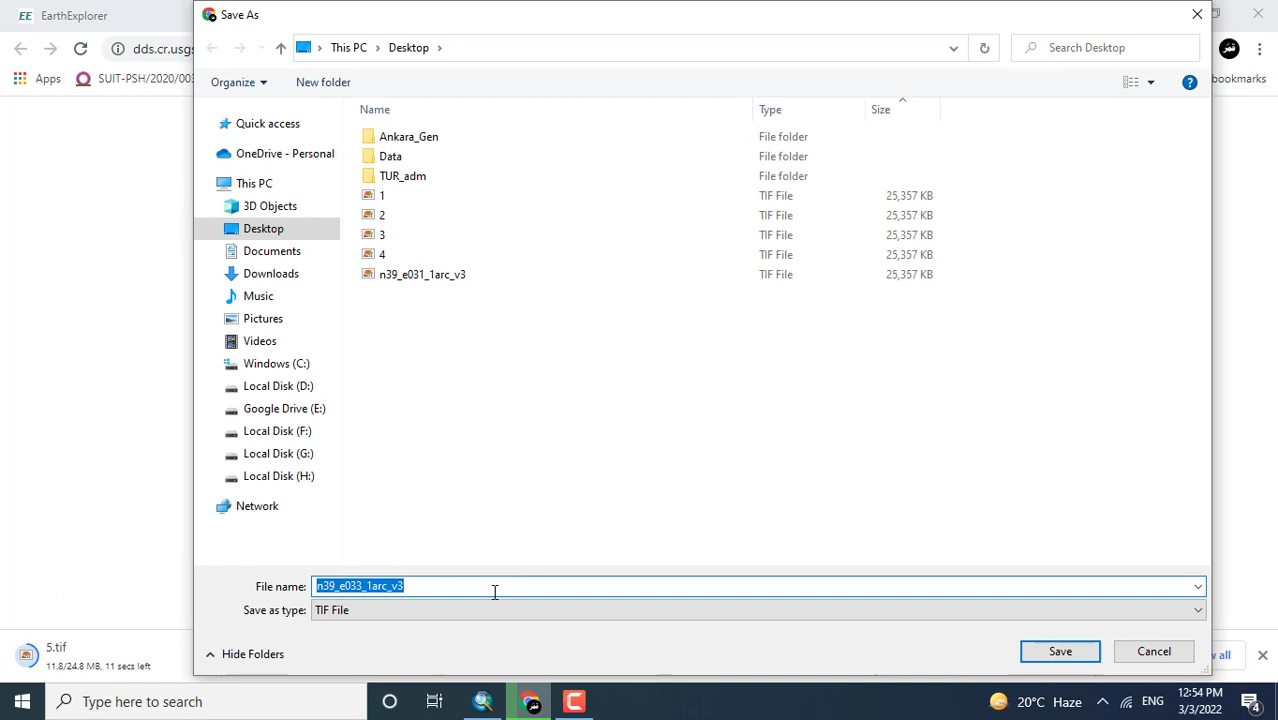 EarthExplorer
Save As
dds.cr.usgs
This PC
Desktop
Search Desktop
Apps
SUIT-PSH/2020/003
bookmarks
Organize
New folder
Name
Type
Size
Quick access
OneDrive - Personal
This PC
3D Objects
Desktop
Documents
Downloads
Music
Pictures
Videos
Windows (C:)
Local Disk (D:)
Google Drive (E:)
Local Disk (F:)
Local Disk (G:)
Local Disk (H:)
Network
Ankara_Gen File folder
Data File folder
TUR_adm File folder
1 TIF File 25,357 KB
2 TIF File 25,357 KB
3 TIF File 25,357 KB
4 TIF File 25,357 KB
n39_e031_1arc_v3 TIF File 25,357 KB
File name: n39_e033_1arc_v3
Save as type: TIF File
Hide Folders
Save
Cancel
5.tif
11.8/24.8 MB, 11 secs left
w all
Type here to search
20°C Haze
ENG
12:54 PM
3/3/2022
4